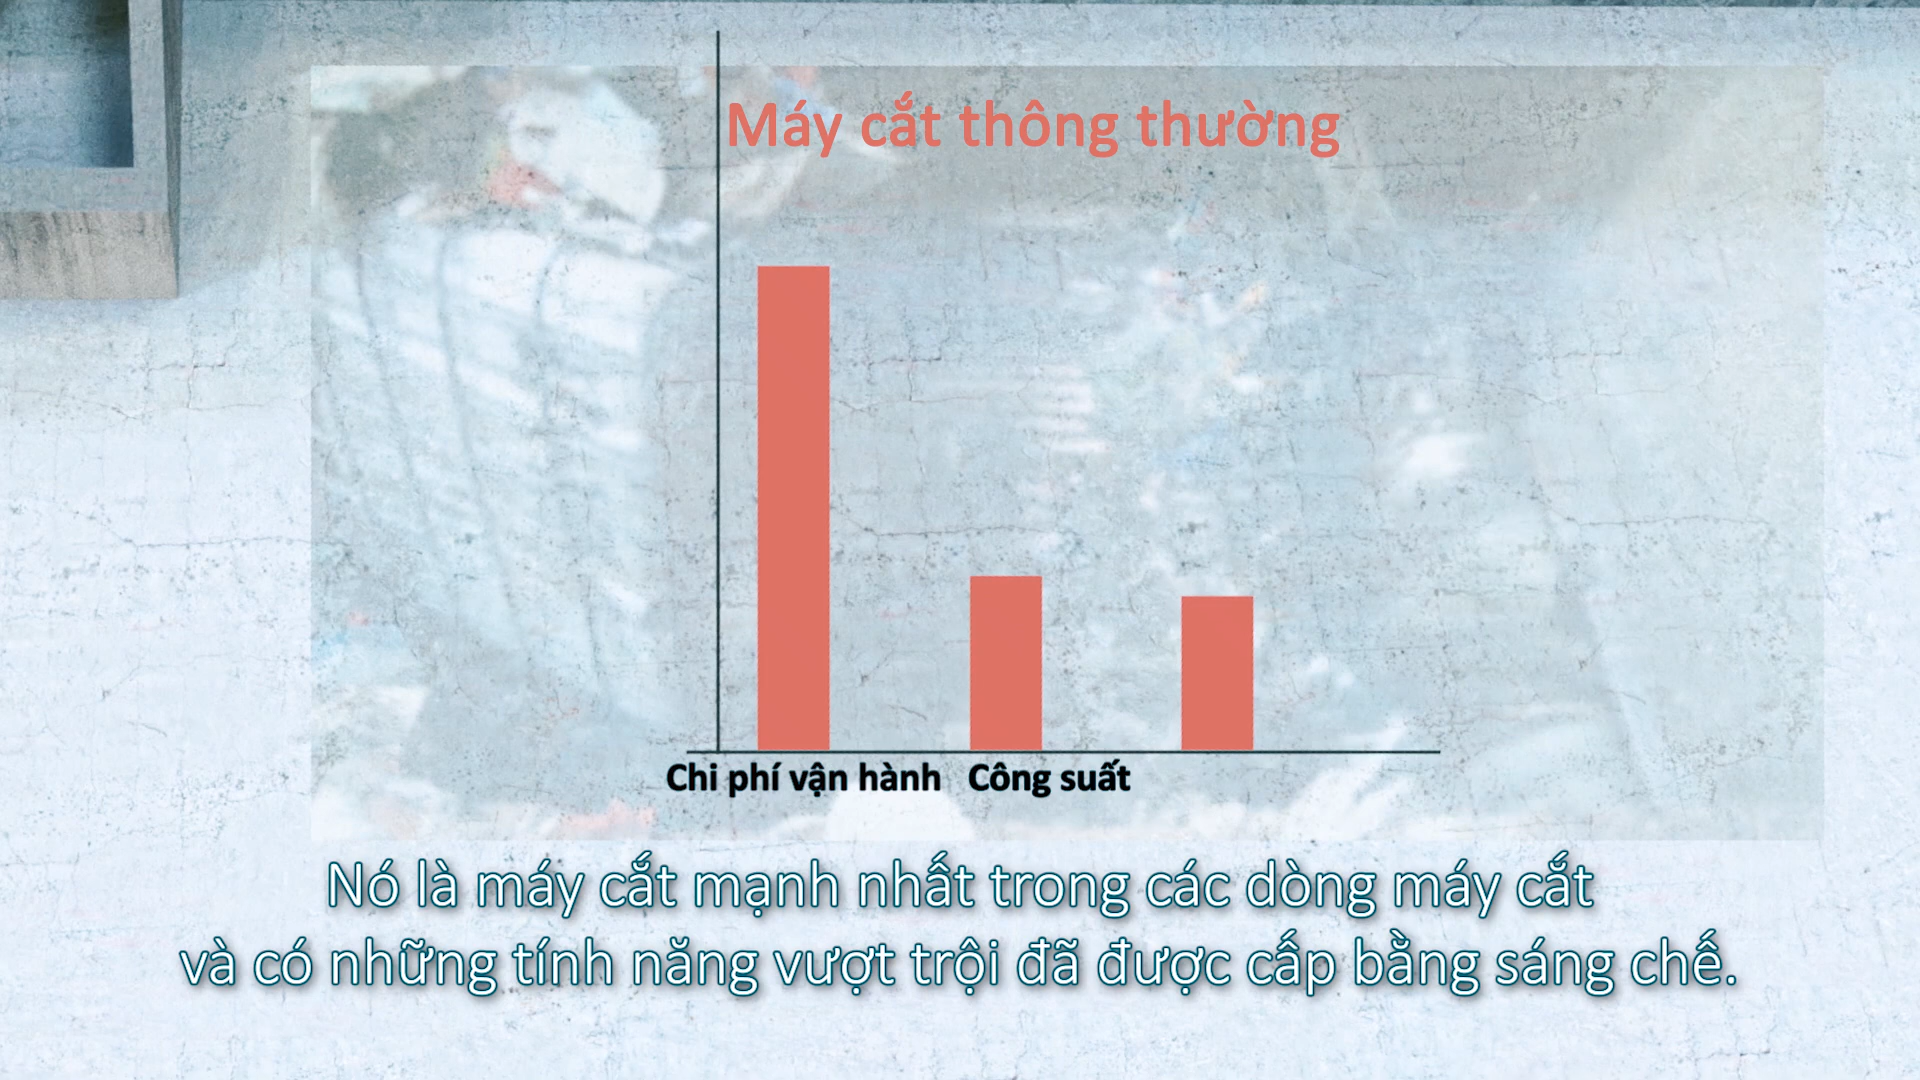 Máy cắt thông thường
Chi phí vận hành Công suất
Nó là máy cắt mạnh nhất trong các dòng máy cắt
và có những tính năng vượt trội đã được cấp bằng sáng chế.